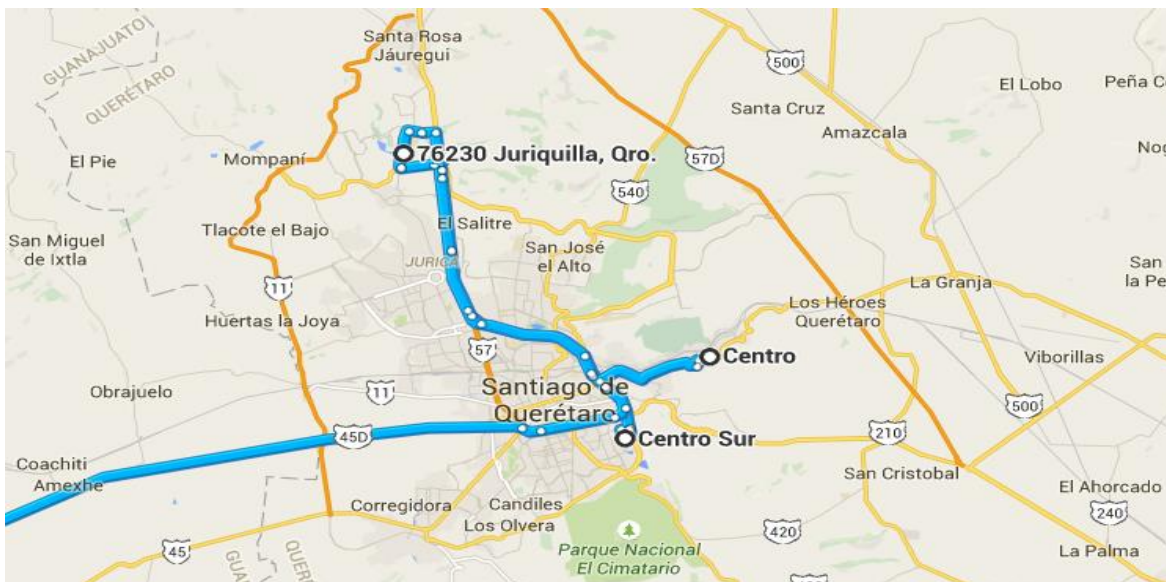 Santa Rosa
Jáuregui
GUANAJUATO
QUERÉTARO
500
El Lobo
Peña C
Santa Cruz
Amazcala
El Pie
Mompaní
76230 Juriquilla, Qro.
57D
Nog
540
Tlacote el Bajo
El Salitre
San Miguel
de Ixtla
JURICA
San José
el Alto
San
la Pe
11
La Granja
Los Héroes
Querétaro
Huertas la Joya
57
Centro
Viborillas
Obrajuelo
11
Santiago de
Querétaro
500
45D
Centro Sur
210
Coachiti
Amexhe
San Cristobal
El Ahorcado
Corregidora
Candiles
Los Olvera
240
420
45
Parque Nacional
El Cimatario
La Palma
GUA
QUER